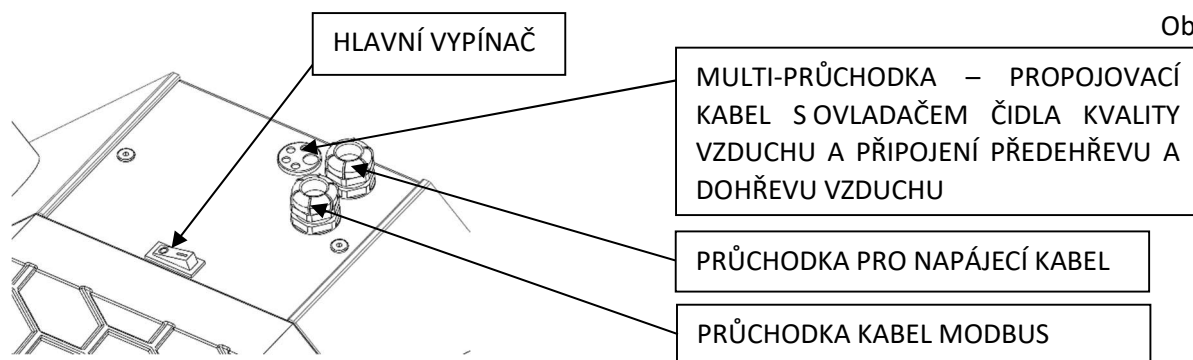 Ob
HLAVNÍ VYPÍNAČ
MULTI-PRŮCHODKA – PROPOJOVACÍ
KABEL S OVLADAČEM ČIDLA KVALITY
VZDUCHU A PŘIPOJENÍ PŘEDEHŘEVU A
DOHŘEVU VZDUCHU
PRŮCHODKA PRO NAPÁJECÍ KABEL
PRŮCHODKA KABEL MODBUS